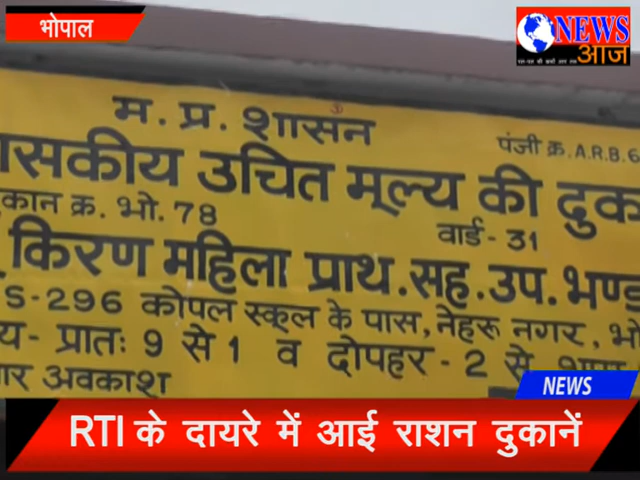 भोपाल
NEWS
आज
म. प्र. शासन
पंजी क्र. A.R.B. 6
उचित मूल्य की
क्र. भो. 78
वार्ड - 31
किरण महिला प्राथ. सह. उप.
S-296 कोपल स्कूल के पास, नेहरू नगर,
प्रातः 9 से 1 व दोपहर - 2 से
अवकाश
NEWS
RTI के दायरे में आई राशन दुकानें